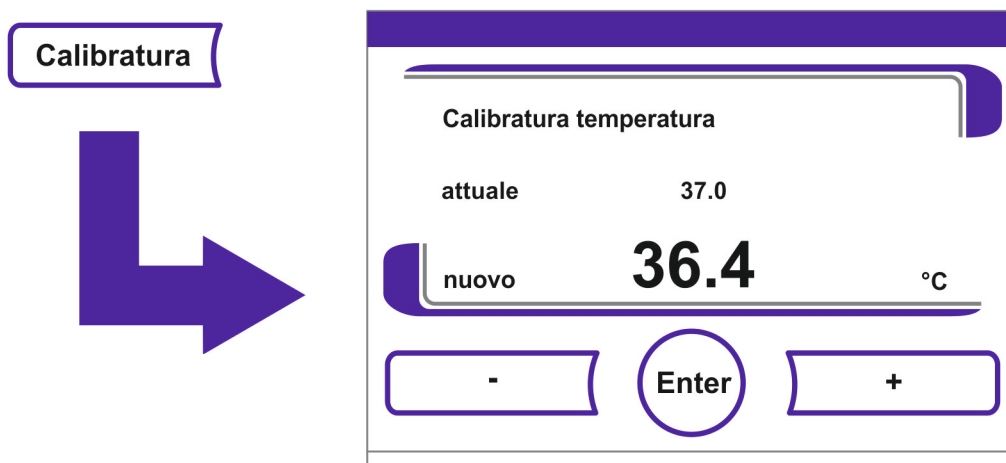 Calibratura
Calibratura temperatura
attuale 37.0
nuovo 36.4 °C
- Enter +